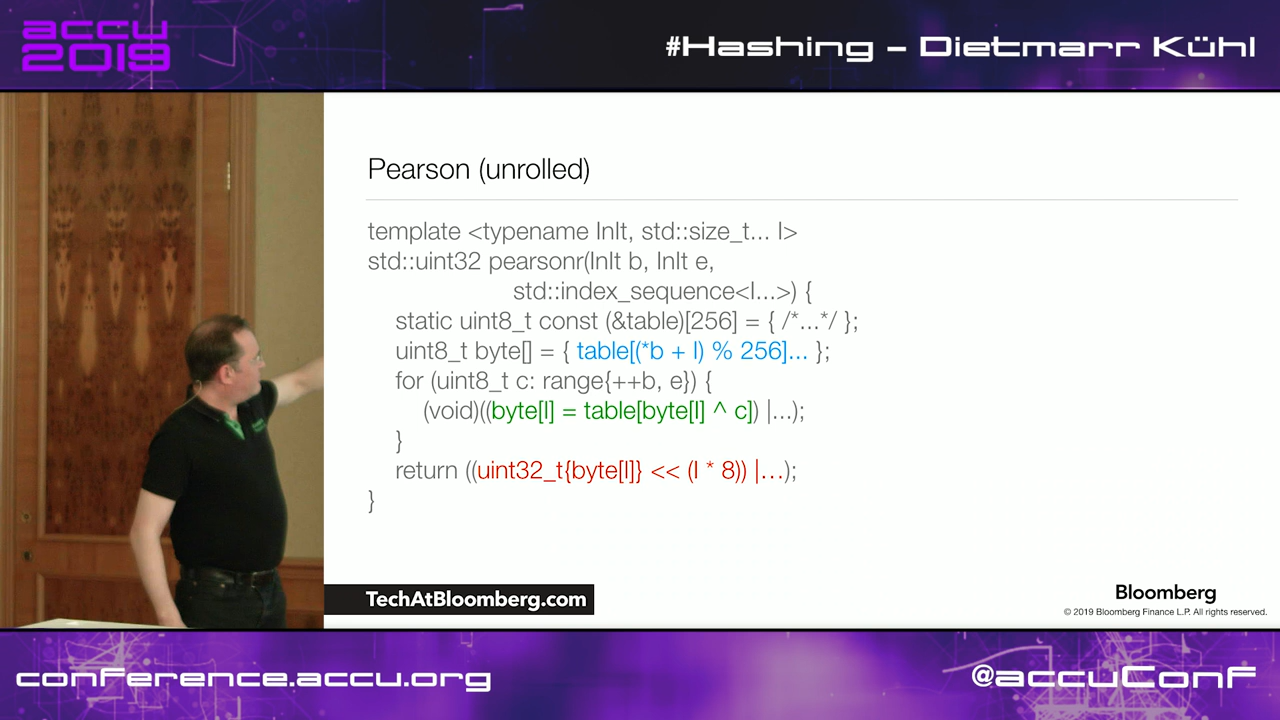 accu
2019
#Hashing – Dietmarr Kühl
Pearson (unrolled)
template <typename InIt, std::size_t... I>
std::uint32 pearsonr(InIt b, InIt e,
std::index_sequence<I...>) {
static uint8_t const (&table)[256] = { /*...*/ };
uint8_t byte[] = { table[(*b + I) % 256]... };
for (uint8_t c: range{++b, e}) {
(void)((byte[I] = table[byte[I] ^ c]) |...);
}
return ((uint32_t{byte[I]} << (I * 8)) |...);
}
TechAtBloomberg.com
Bloomberg
© 2019 Bloomberg Finance L.P. All rights reserved.
conference.accu.org
@accuConf